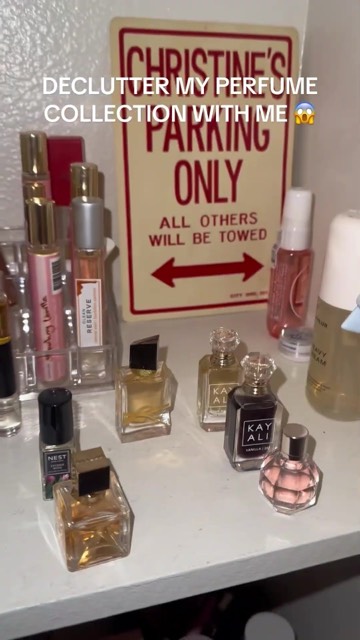 DECLUTTER MY PERFUME
COLLECTION WITH ME 😱
CHRISTINE'S
PARKING
ONLY
ALL OTHERS
WILL BE TOWED
RESERVE
NEST
KAY
ALI
KAY
ALI
VANILLA